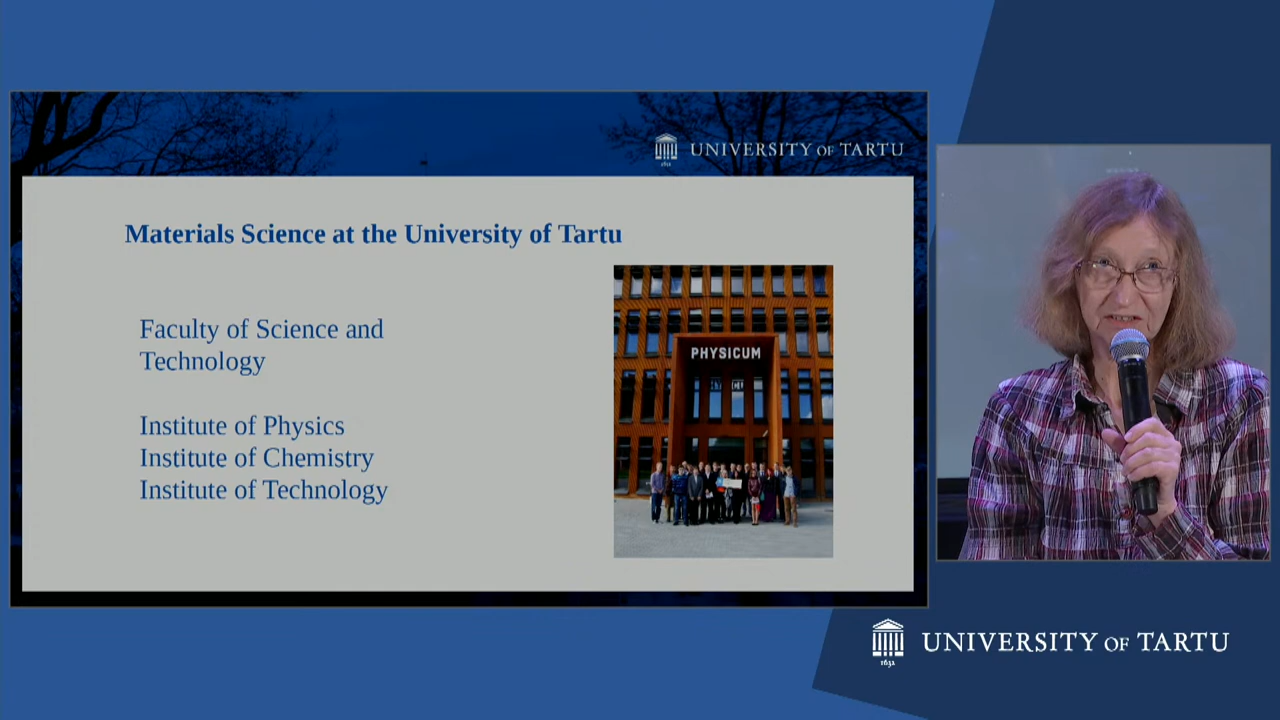 UNIVERSITY OF TARTU
Materials Science at the University of Tartu
Faculty of Science and
Technology
Institute of Physics
Institute of Chemistry
Institute of Technology
PHYSICUM
UNIVERSITY OF TARTU
1632